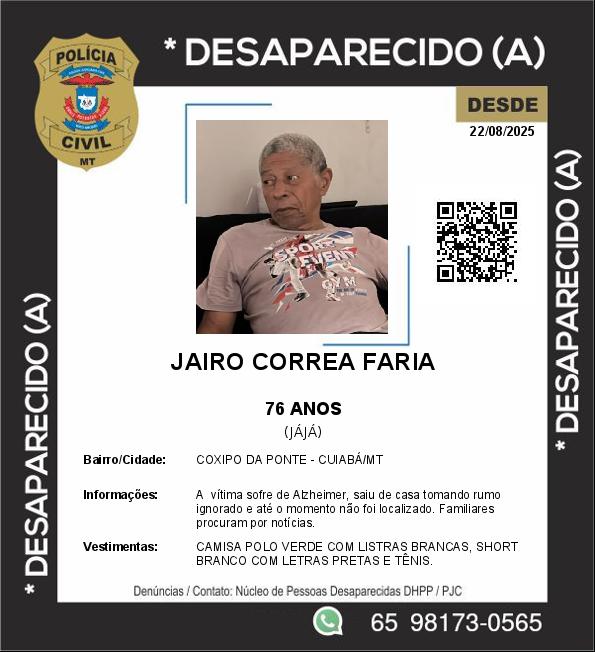 POLÍCIA
CIVIL
MT
* DESAPARECIDO (A)
DESDE
22/08/2025
* DESAPARECIDO (A)
* DESAPARECIDO (A)
SPORT
EVENT
GYM
JAIRO CORREA FARIA
76 ANOS
(JÁJÁ)
Bairro/Cidade: COXIPO DA PONTE - CUIABÁ/MT
Informações: A vítima sofre de Alzheimer, saiu de casa tomando rumo
ignorado e até o momento não foi localizado. Familiares
procuram por notícias.
Vestimentas: CAMISA POLO VERDE COM LISTRAS BRANCAS, SHORT
BRANCO COM LETRAS PRETAS E TÊNIS.
Denúncias / Contato: Núcleo de Pessoas Desaparecidas DHPP / PJC
65 98173-0565